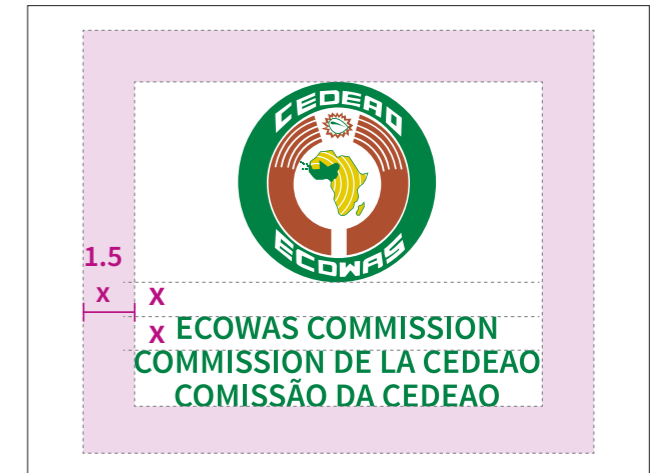 CEDEAO
ECOWAS
1.5
x
x
x ECOWAS COMMISSION
COMMISSION DE LA CEDEAO
COMISSÃO DA CEDEAO